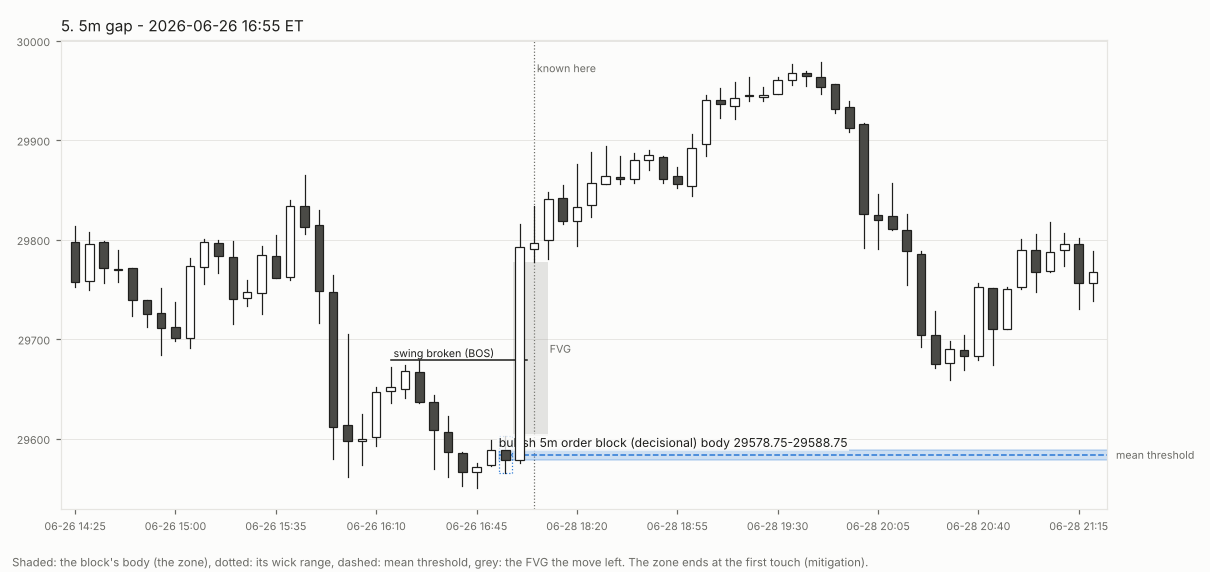 5. 5m gap - 2026-06-26 16:55 ET
30000
known here
29900
29800
29700
swing broken (BOS)
FVG
29600
bullish 5m order block (decisional) body 29578.75-29588.75
mean threshold
06-26 14:25
06-26 15:00
06-26 15:35
06-26 16:10
06-26 16:45
06-28 18:20
06-28 18:55
06-28 19:30
06-28 20:05
06-28 20:40
06-28 21:15
Shaded: the block's body (the zone), dotted: its wick range, dashed: mean threshold, grey: the FVG the move left. The zone ends at the first touch (mitigation).